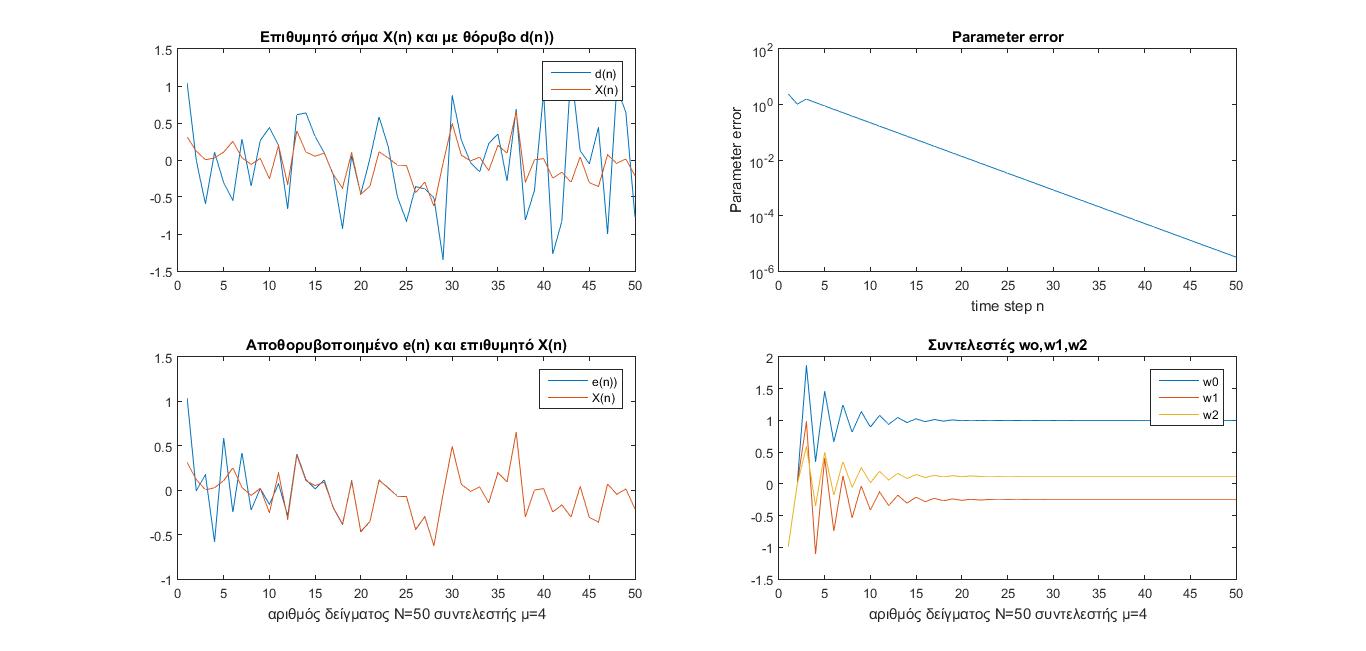 Επιθυμητό σήμα X(n) και με θόρυβο d(n))
1.5
1
0.5
0
-0.5
-1
-1.5
0 5 10 15 20 25 30 35 40 45 50
d(n)
X(n)
Parameter error
Parameter error
10^2
10^0
10^-2
10^-4
10^-6
0 5 10 15 20 25 30 35 40 45 50
time step n
Αποθορυβοποιημένο e(n) και επιθυμητό X(n)
1.5
1
0.5
0
-0.5
-1
0 5 10 15 20 25 30 35 40 45 50
e(n))
X(n)
αριθμός δείγματος N=50 συντελεστής μ=4
Συντελεστές wo,w1,w2
2
1.5
1
0.5
0
-0.5
-1
-1.5
0 5 10 15 20 25 30 35 40 45 50
w0
w1
w2
αριθμός δείγματος N=50 συντελεστής μ=4